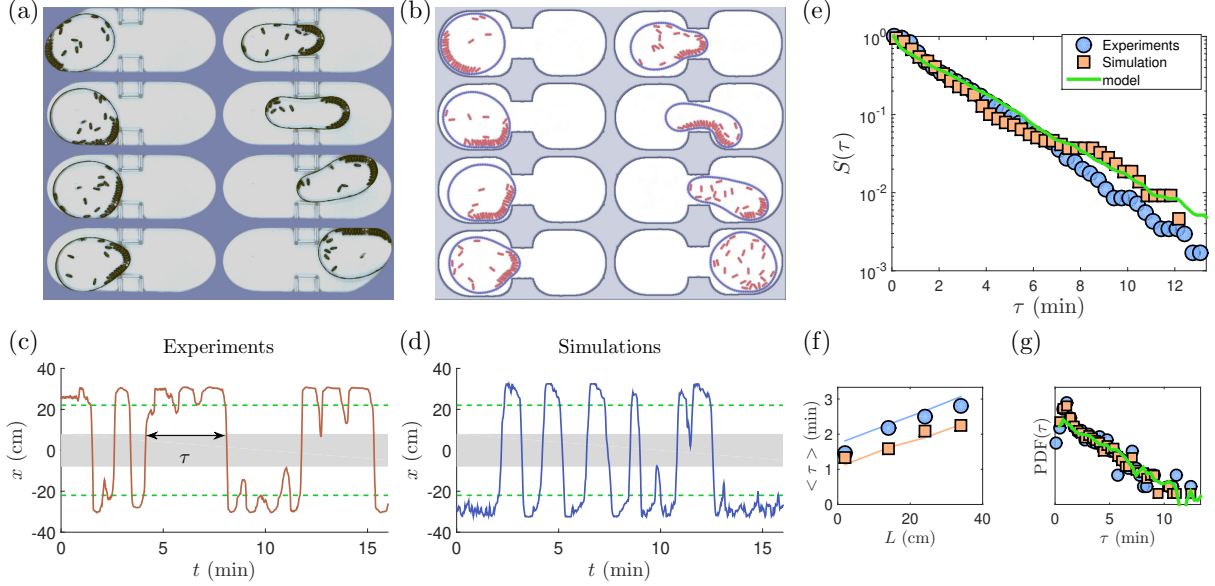 (a)
(b)
(e)
10^0
10^-1
10^-2
10^-3
S(τ)
0 2 4 6 8 10 12
τ (min)
Experiments
Simulation
model
(c) Experiments
40
20
0
-20
-40
x (cm)
τ
0 5 10 15
t (min)
(d) Simulations
40
20
0
-20
-40
x (cm)
0 5 10 15
t (min)
(f)
3
2
1
0
< τ > (min)
0 20 40
L (cm)
(g)
PDF(τ)
0 5 10
τ (min)